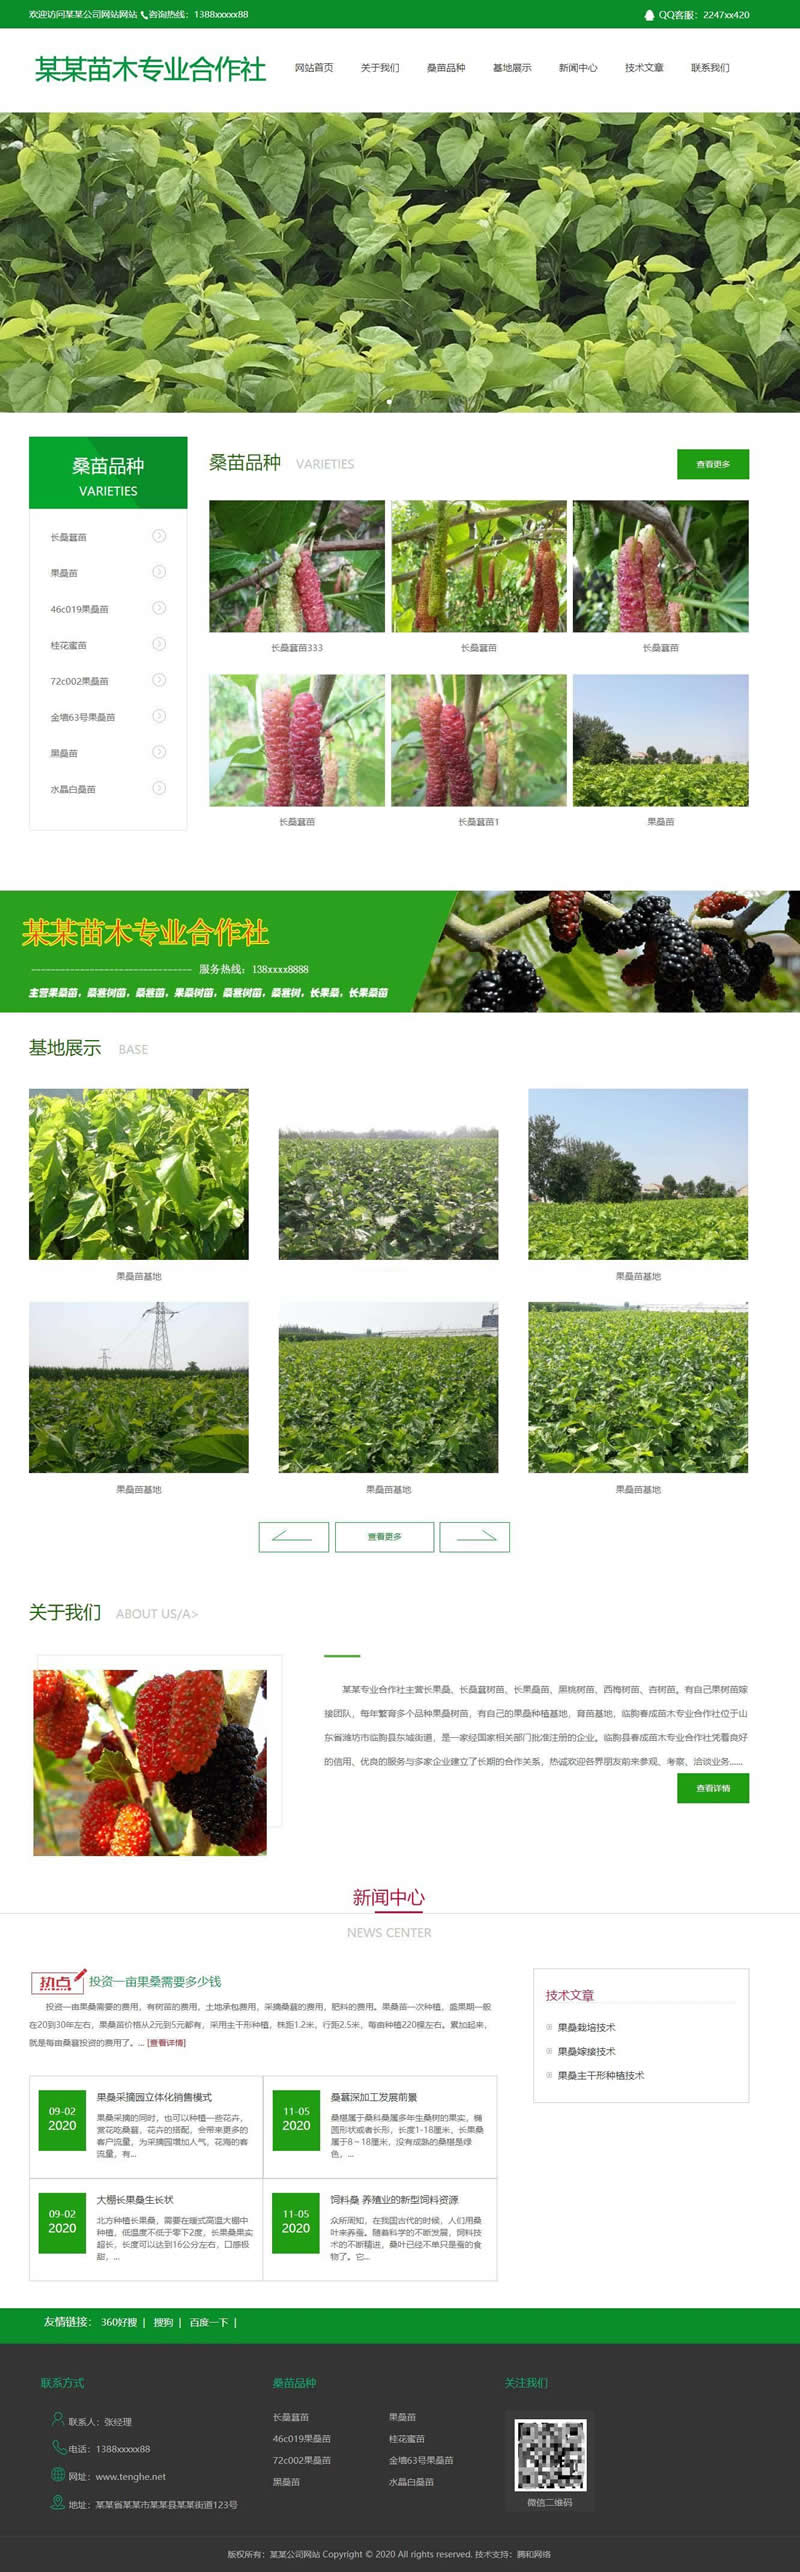 欢迎访问某某公司网站网站 咨询热线：1388xxxxx88
QQ客服：2247xx420
某某苗木专业合作社
网站首页 关于我们 桑苗品种 基地展示 新闻中心 技术文章 联系我们
桑苗品种
VARIETIES
长桑葚苗
果桑苗
46c019果桑苗
桂花蜜苗
72c002果桑苗
金墙63号果桑苗
黑桑苗
水晶白桑苗
桑苗品种 VARIETIES
查看更多
长桑葚苗333
长桑葚苗
长桑葚苗
长桑葚苗
长桑葚苗1
果桑苗
某某苗木专业合作社
--------------------------------- 服务热线：138xxxx8888
主营果桑苗，桑葚树苗，桑葚苗，果桑树苗，桑葚树苗，桑葚树，长果桑，长果桑苗
基地展示 BASE
果桑苗基地
果桑苗基地
果桑苗基地
果桑苗基地
果桑苗基地
查看更多
关于我们 ABOUT US/A>
某某专业合作社主营长果桑、长桑葚树苗、长果桑苗、黑桃树苗、西梅树苗、杏树苗。有自己果树苗嫁
接团队，每年繁育多个品种果桑树苗，有自己的果桑种植基地，育苗基地，临朐春成苗木专业合作社位于山
东省潍坊市临朐县东城街道，是一家经国家相关部门批准注册的企业。临朐县春成苗木专业合作社凭着良好
的信用、优良的服务与多家企业建立了长期的合作关系，热诚欢迎各界朋友前来参观、考察、洽谈业务......
查看详情
新闻中心
NEWS CENTER
热点 投资一亩果桑需要多少钱
投资一亩果桑需要的费用，有树苗的费用，土地承包费用，采摘桑葚的费用，肥料的费用。果桑苗一次种植，盛果期一般
在20到30年左右，果桑苗价格从2元到5元都有，采用主干形种植，株距1.2米，行距2.5米，每亩种植220棵左右。累加起来，
就是每亩桑葚投资的费用了。... [查看详情]
技术文章
果桑栽培技术
果桑嫁接技术
果桑主干形种植技术
09-02
2020
果桑采摘园立体化销售模式
果桑采摘的同时，也可以种植一些花卉，
赏花吃桑葚，花卉的搭配，会带来更多的
客户流量，为采摘园增加人气，花海的客
流量，有...
11-05
2020
桑葚深加工发展前景
桑椹属于桑科桑属多年生桑树的果实，椭
圆形状或者长形，长度1-18厘米，长果桑
属于8～18厘米，没有成熟的桑椹是绿
色，...
09-02
2020
大棚长果桑生长状
北方种植长果桑，需要在暖式高温大棚中
种植，低温度不低于零下2度，长果桑果实
超长，长度可以达到16公分左右，口感极
甜，...
11-05
2020
饲料桑 养殖业的新型饲料资源
众所周知，在我国古代的时候，人们用桑
叶来养蚕。随着科学的不断发展，饲料技
术的不断精进，桑叶已经不单只是蚕的食
物了。它...
友情链接： 360好搜 | 搜狗 | 百度一下 |
联系方式
联系人：张经理
电话：1388xxxxx88
网址：www.tenghe.net
地址：某某省某某市某某县某某街道123号
桑苗品种
长桑葚苗 果桑苗
46c019果桑苗 桂花蜜苗
72c002果桑苗 金墙63号果桑苗
黑桑苗 水晶白桑苗
关注我们
微信二维码
版权所有：某某公司网站 Copyright © 2020 All rights reserved. 技术支持：腾和网络